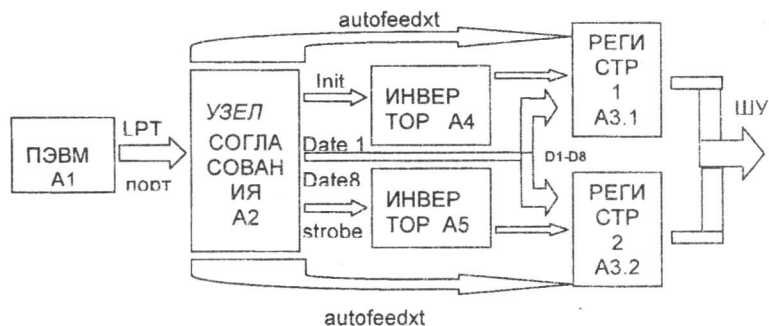 autofeedxt
ПЭВМ
А1
LPT
порт
УЗЕЛ
СОГЛА
СОВАН
ИЯ
А2
Init
Date 1
Date8
strobe
ИНВЕР
ТОР А4
ИНВЕР
ТОР А5
D1-D8
РЕГИ
СТР
1
А3.1
РЕГИ
СТР
2
А3.2
ШУ
autofeedxt